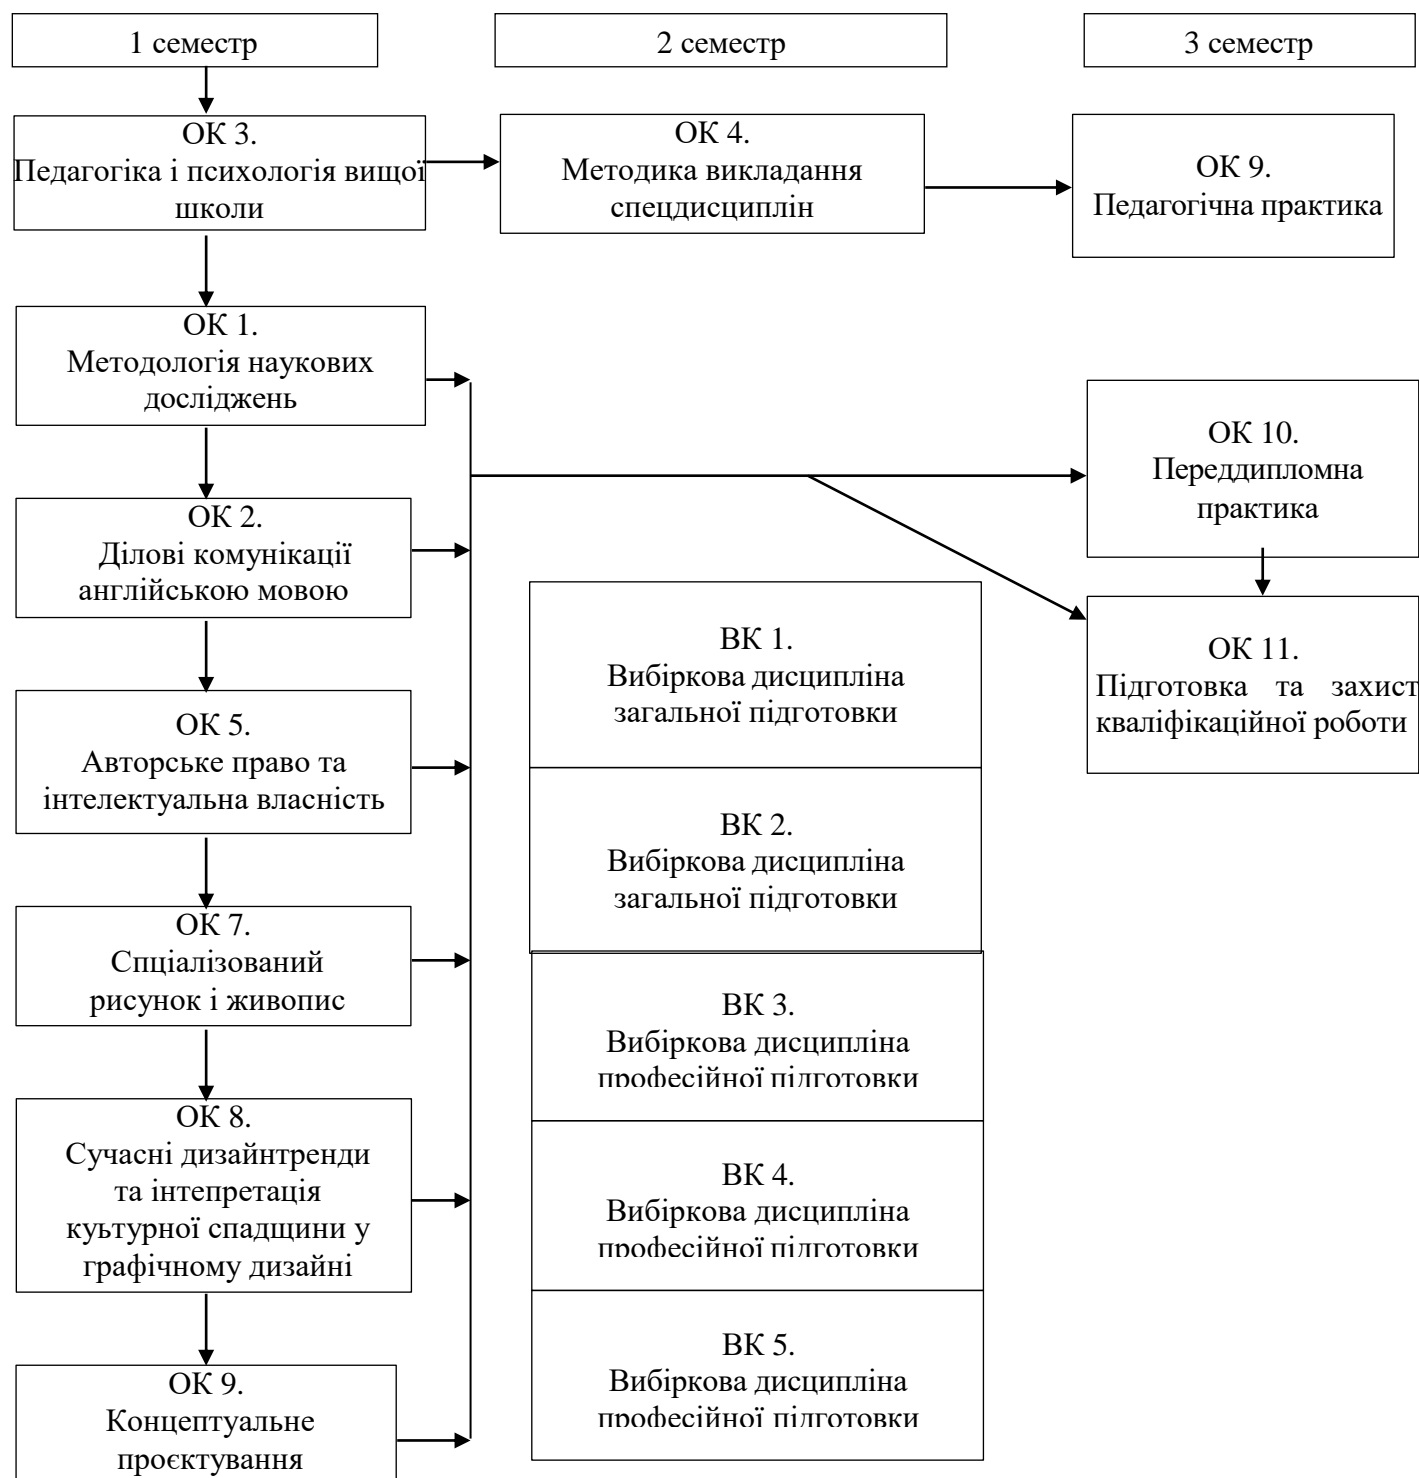 1 семестр
2 семестр
3 семестр
ОК 3.
Педагогіка і психологія вищої
школи
ОК 4.
Методика викладання
спецдисциплін
ОК 9.
Педагогічна практика
ОК 1.
Методологія наукових
досліджень
ОК 2.
Ділові комунікації
англійською мовою
ОК 5.
Авторське право та
інтелектуальна власність
ОК 7.
Спціалізований
рисунок і живопис
ОК 8.
Сучасні дизайнтренди
та інтепретація
куьтурної спадщини у
графічному дизайні
ОК 9.
Концептуальне
проєктування
ВК 1.
Вибіркова дисципліна
загальної підготовки
ВК 2.
Вибіркова дисципліна
загальної підготовки
ВК 3.
Вибіркова дисципліна
професійної підготовки
ВК 4.
Вибіркова дисципліна
професійної підготовки
ВК 5.
Вибіркова дисципліна
професійної підготовки
ОК 10.
Переддипломна
практика
ОК 11.
Підготовка та захист
кваліфікаційної роботи